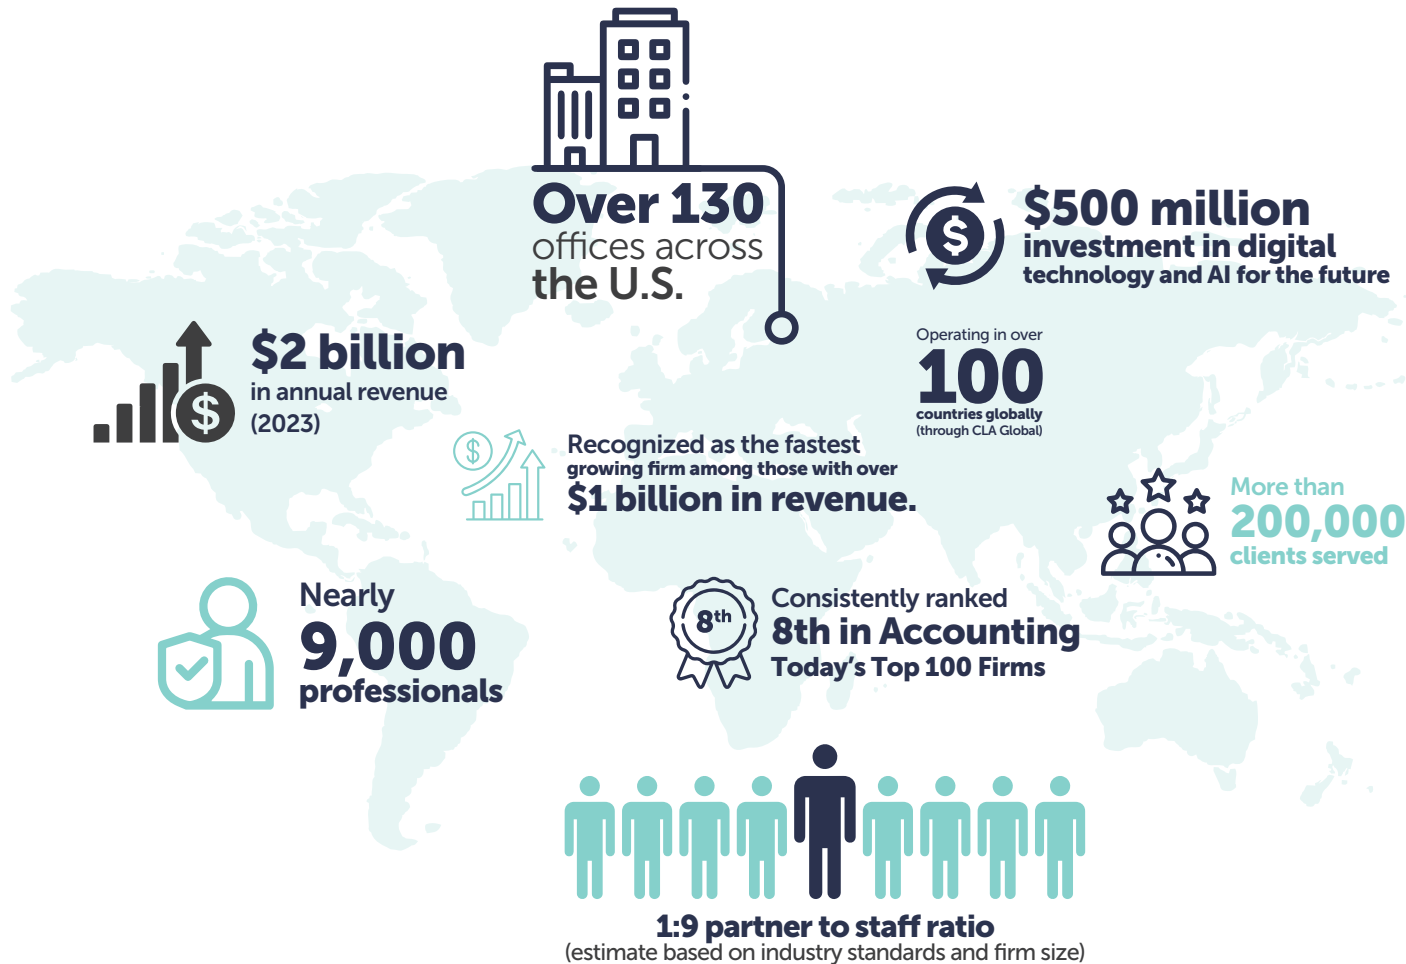 Over 130
offices across
the U.S.
$500 million
investment in digital
technology and AI for the future
$2 billion
in annual revenue
(2023)
$
$
Operating in over
100
countries globally
(through CLA Global)
$
Recognized as the fastest
growing firm among those with over
$1 billion in revenue.
More than
200,000
clients served
Nearly
9,000
professionals
8th
Consistently ranked
8th in Accounting
Today’s Top 100 Firms
1:9 partner to staff ratio
(estimate based on industry standards and firm size)